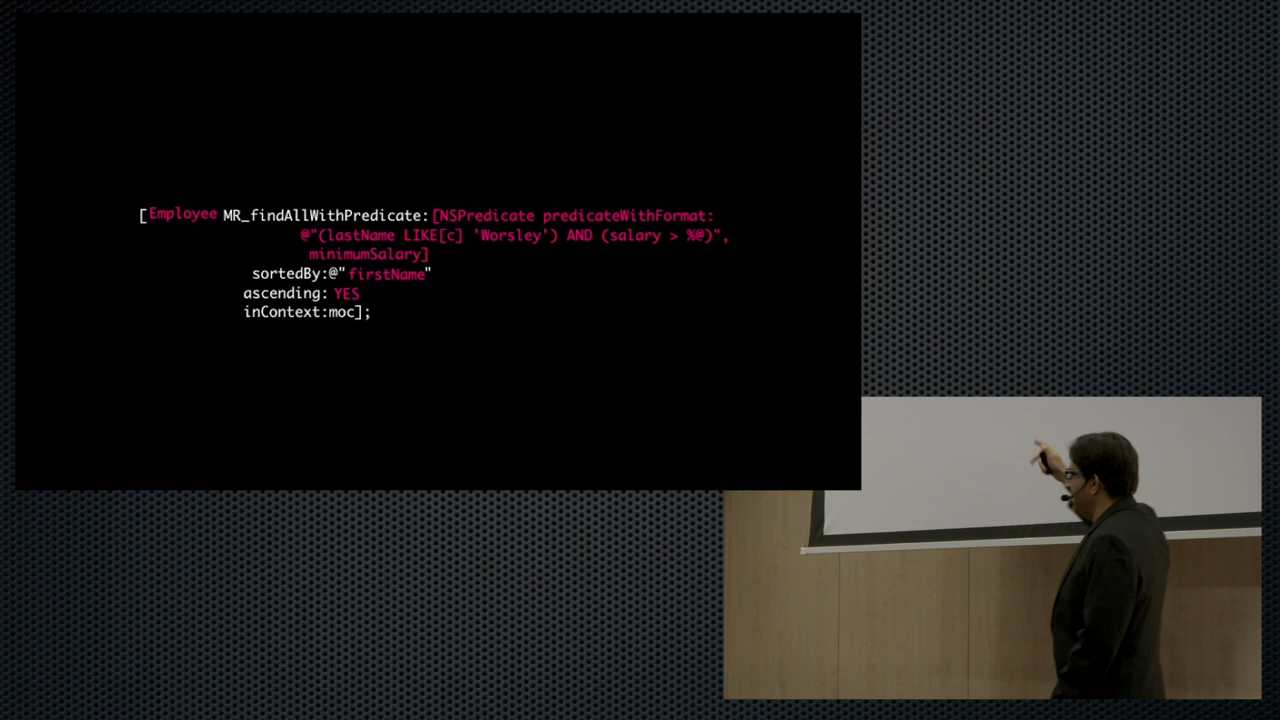 [Employee MR_findAllWithPredicate:[NSPredicate predicateWithFormat:
@"(lastName LIKE[c] 'Worsley') AND (salary > %@)",
minimumSalary]
sortedBy:@"firstName"
ascending: YES
inContext:moc];